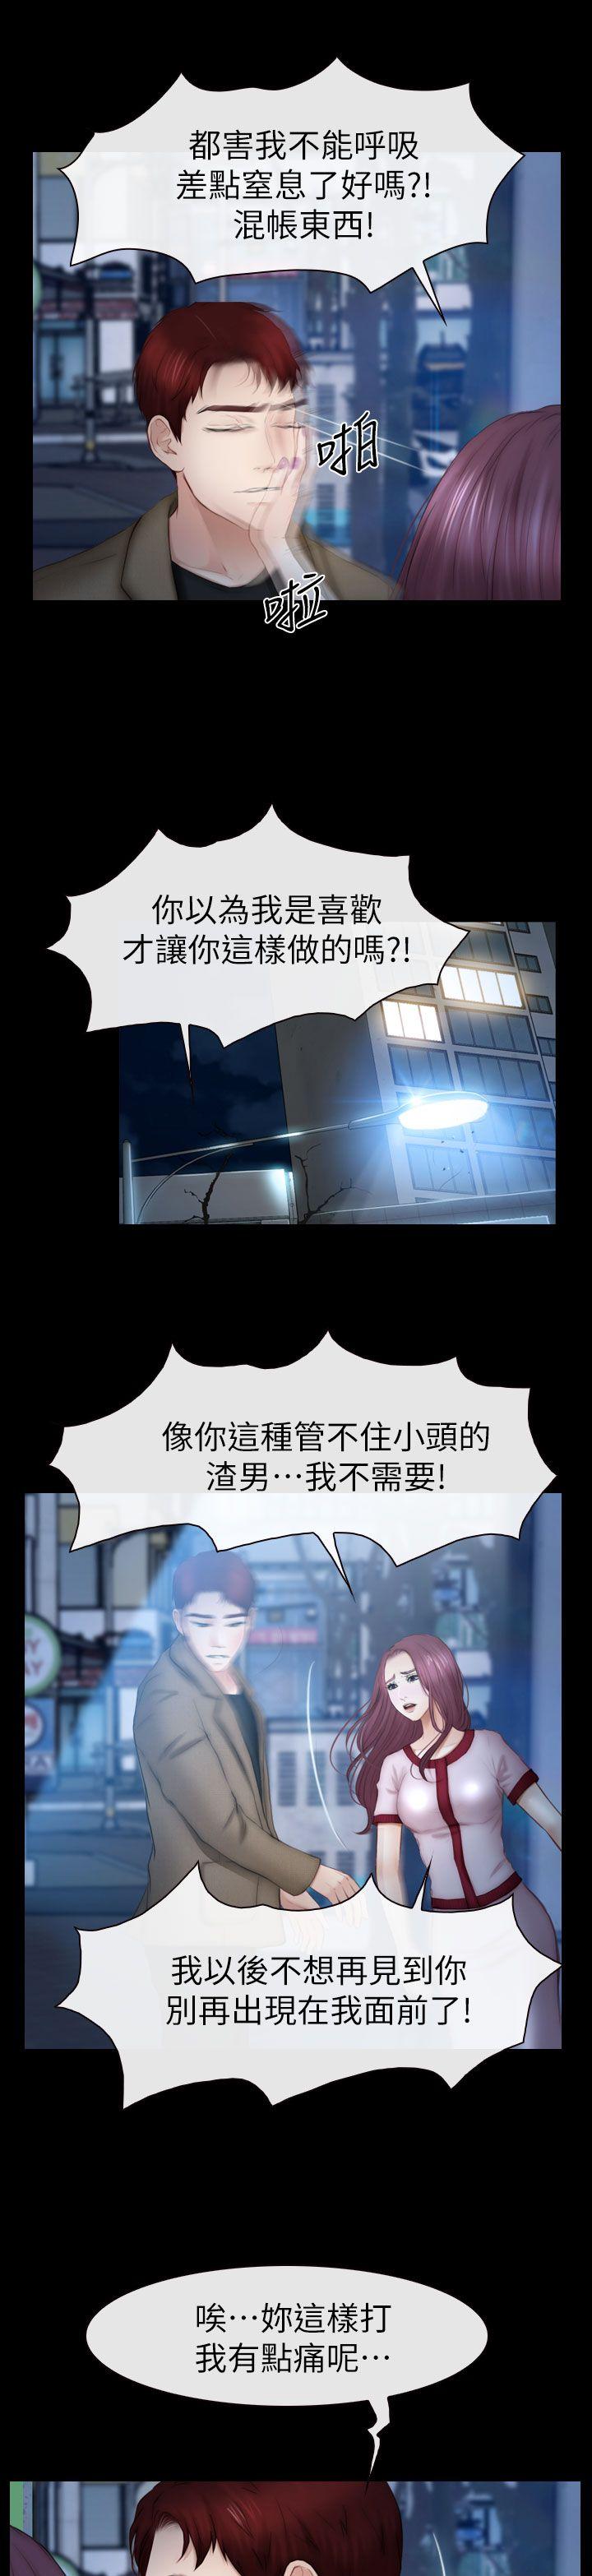 都害我不能呼吸
差點窒息了好嗎?!
混帳東西!
啪
啦
你以為我是喜歡
才讓你這樣做的嗎?!
像你這種管不住小頭的
渣男…我不需要!
我以後不想再見到你
別再出現在我面前了!
唉…妳這樣打
我有點痛呢…